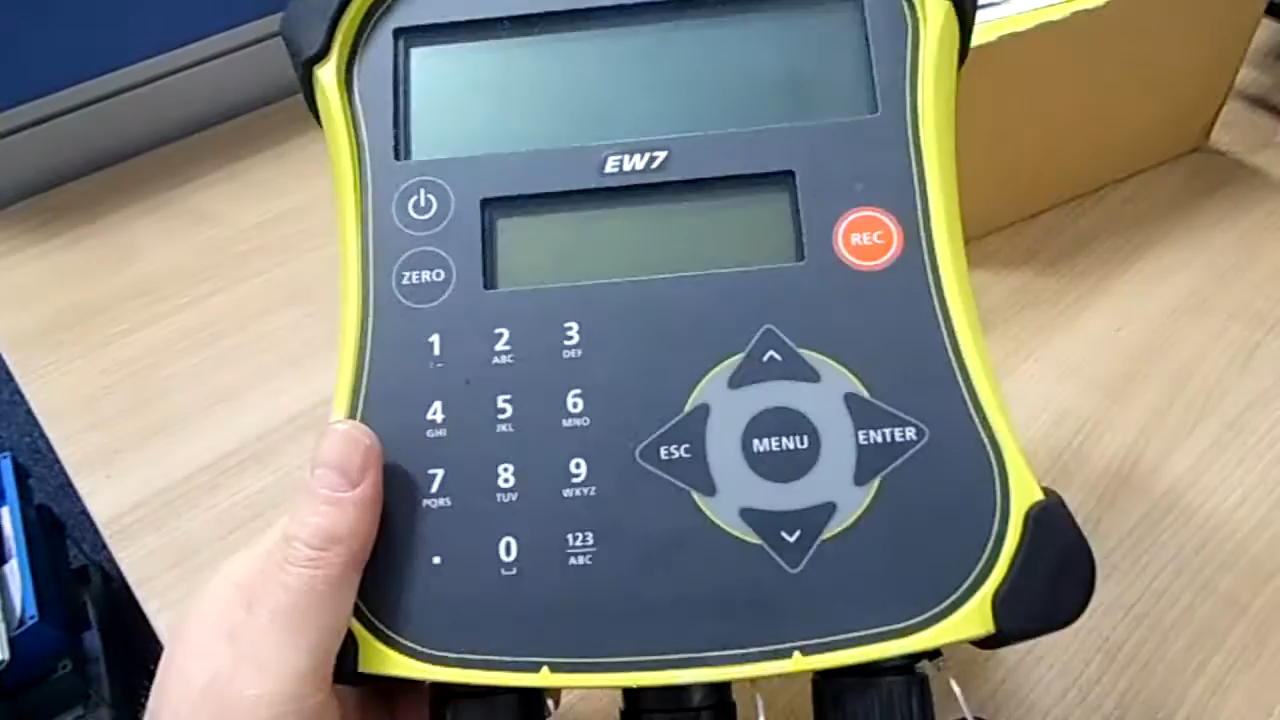 EW7
REC
ZERO
1 2 3
: - ABC DEF
4 5 6
GHI JKL MNO
ESC MENU ENTER
7 8 9
PQRS TUV WXYZ
. 0 123
ABC